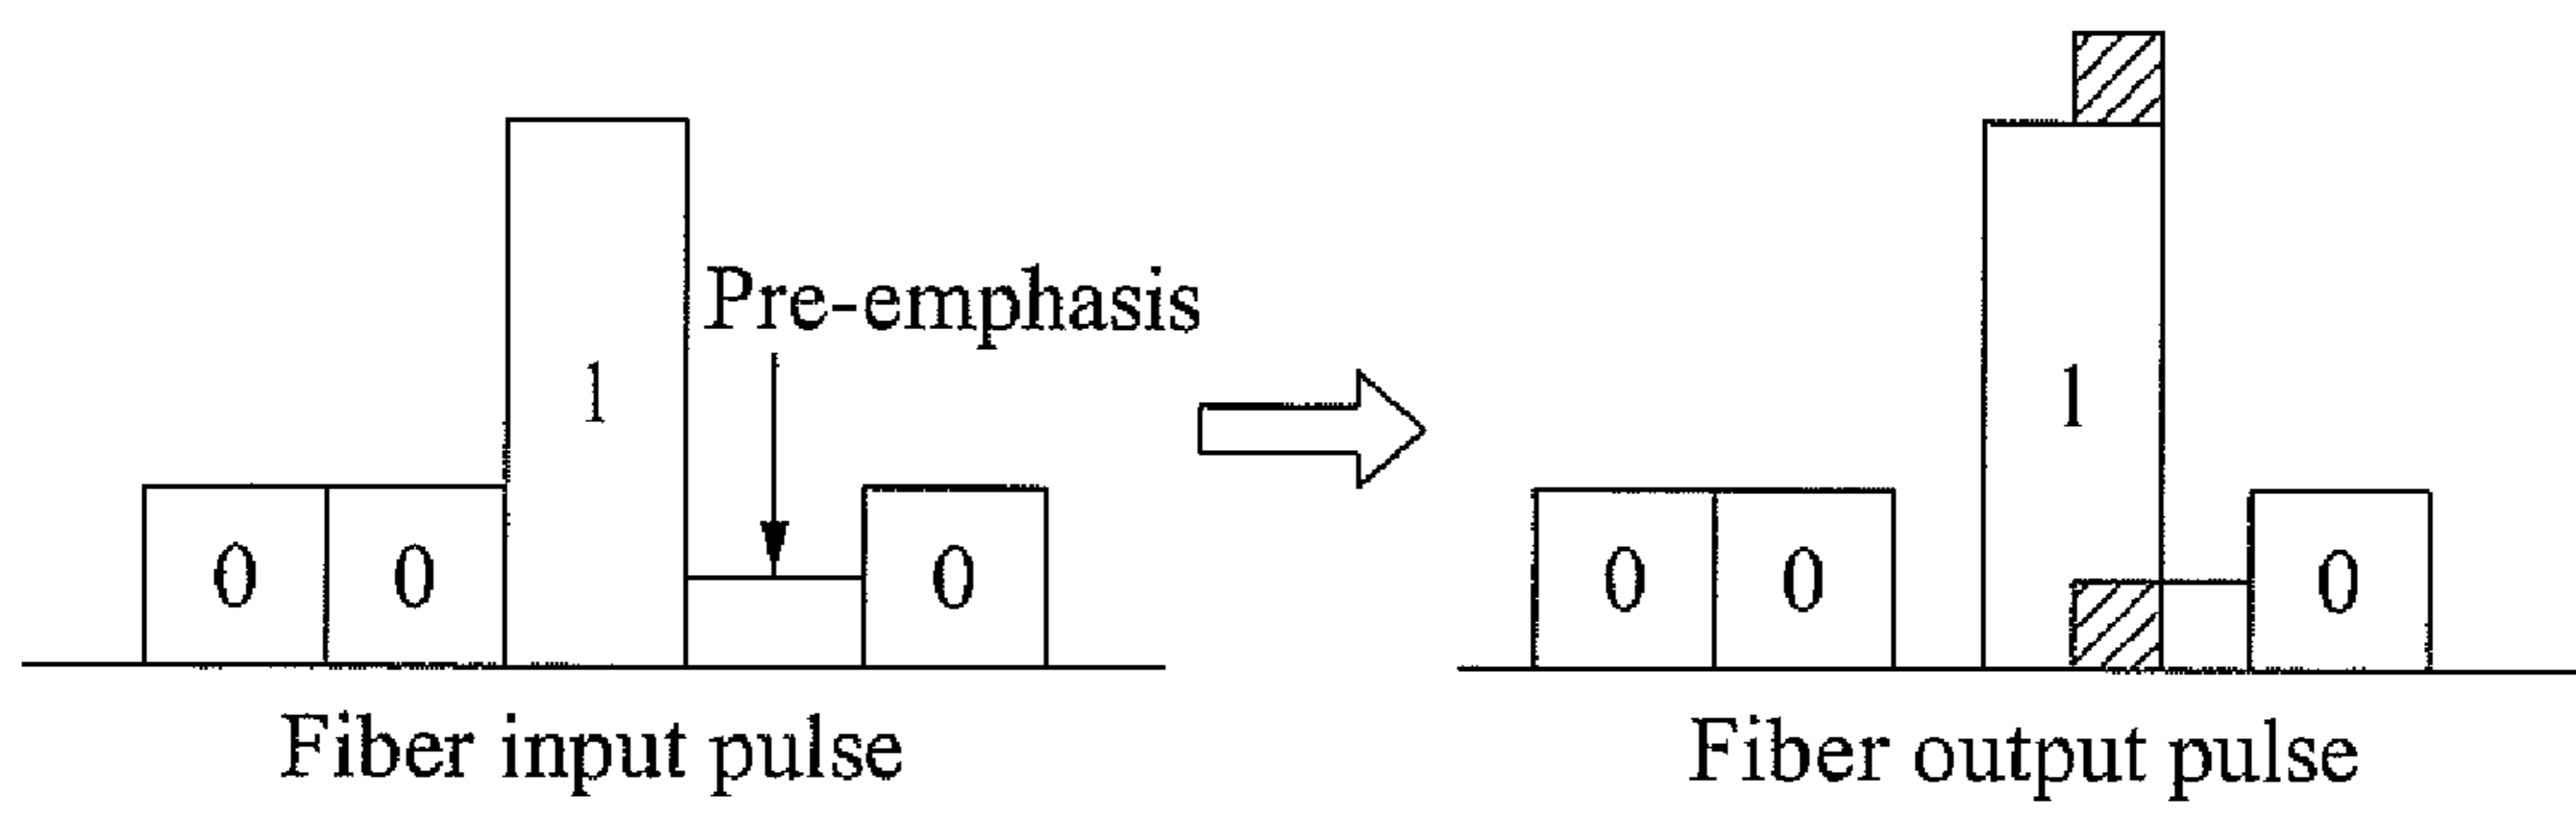 Pre-emphasis
1
1
0 0 0
0 0 0
Fiber input pulse
Fiber output pulse